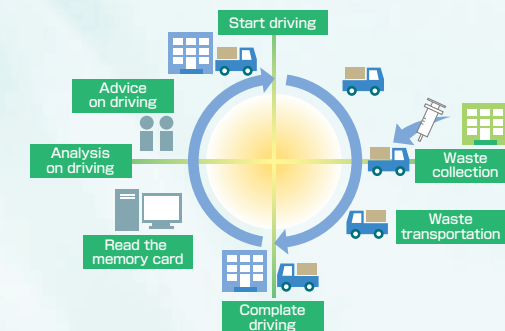 Start driving
Advice
on driving
Analysis
on driving
Waste
collection
Waste
transportation
Read the
memory card
Complate
driving